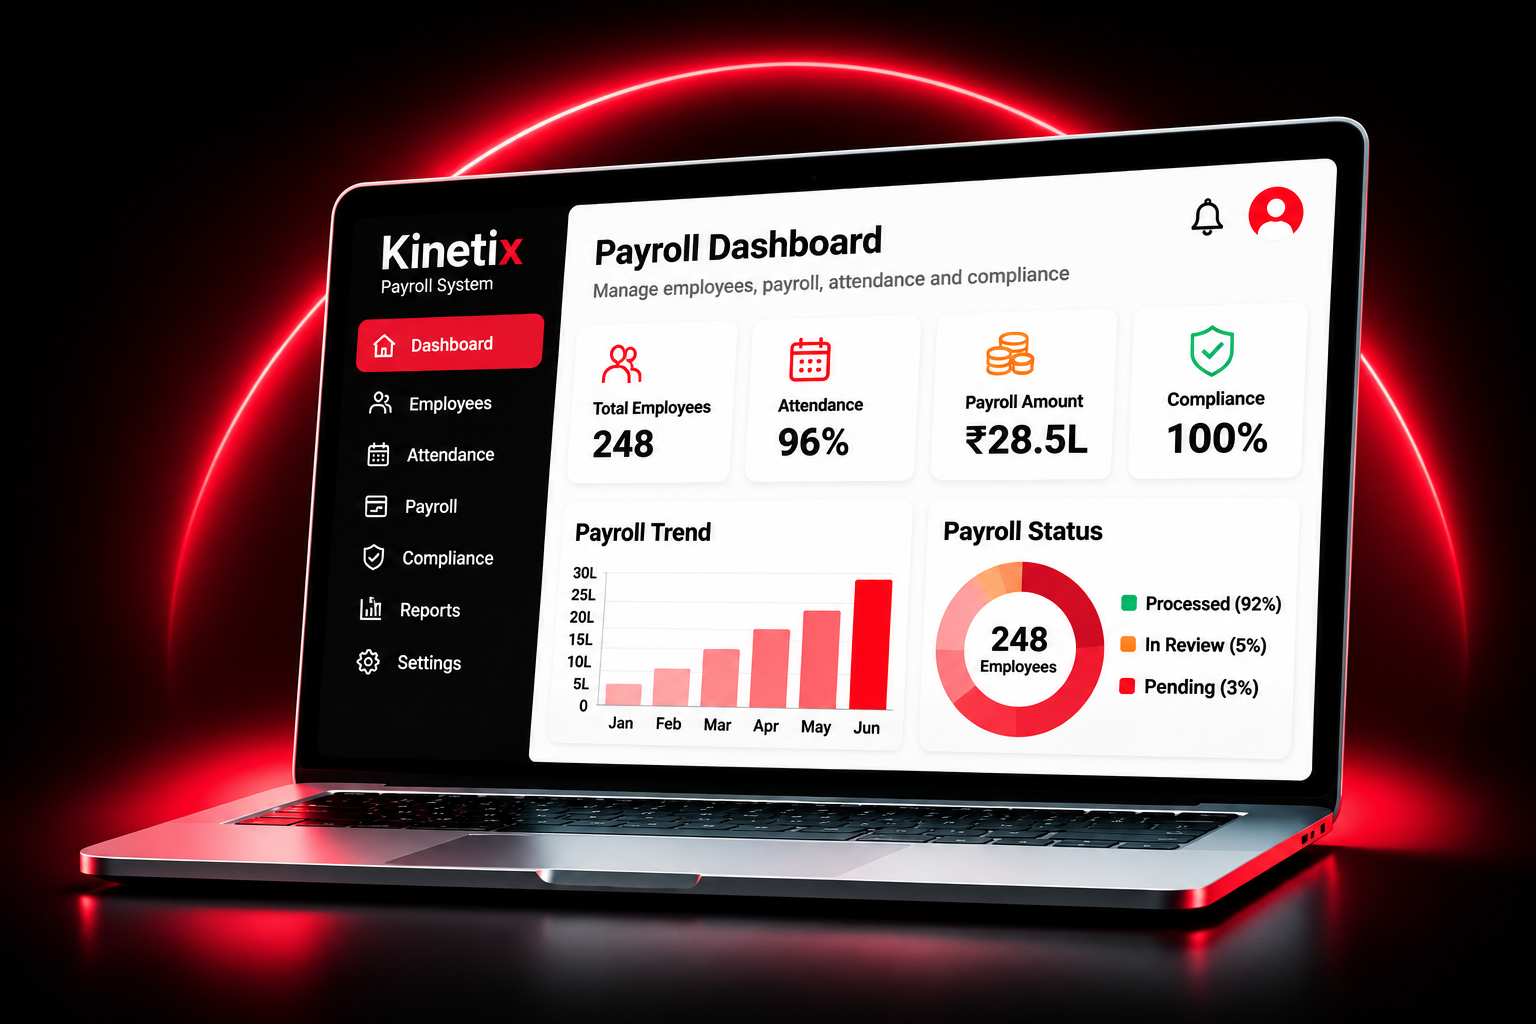 Kinetix
Payroll System
Dashboard
Employees
Attendance
Payroll
Compliance
Reports
Settings
Payroll Dashboard
Manage employees, payroll, attendance and compliance
Total Employees
248
Attendance
96%
Payroll Amount
₹28.5L
Compliance
100%
Payroll Trend
30L
25L
20L
15L
10L
5L
0
Jan Feb Mar Apr May Jun
Payroll Status
248
Employees
Processed (92%)
In Review (5%)
Pending (3%)